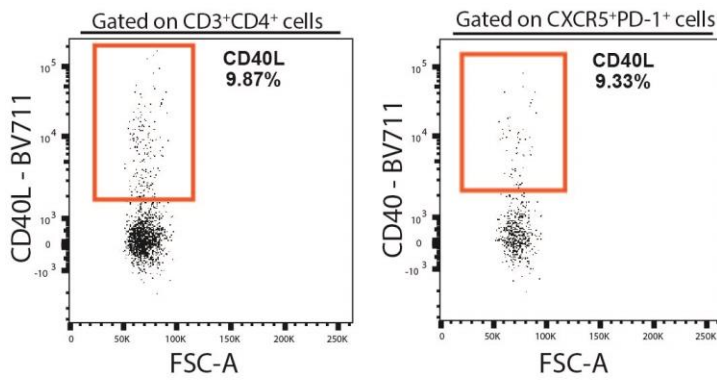 Gated on CD3⁺CD4⁺ cells
CD40L
9.87%
CD40L - BV711
10⁵
10⁴
10³
0
-10³
0
50K
100K
150K
200K
250K
FSC-A
Gated on CXCR5⁺PD-1⁺ cells
CD40L
9.33%
CD40 - BV711
10⁵
10⁴
10³
0
-10³
0
50K
100K
150K
200K
250K
FSC-A